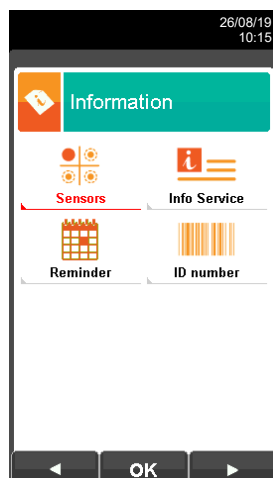 26/08/19
10:15
Information
Sensors
Info Service
Reminder
ID number
OK